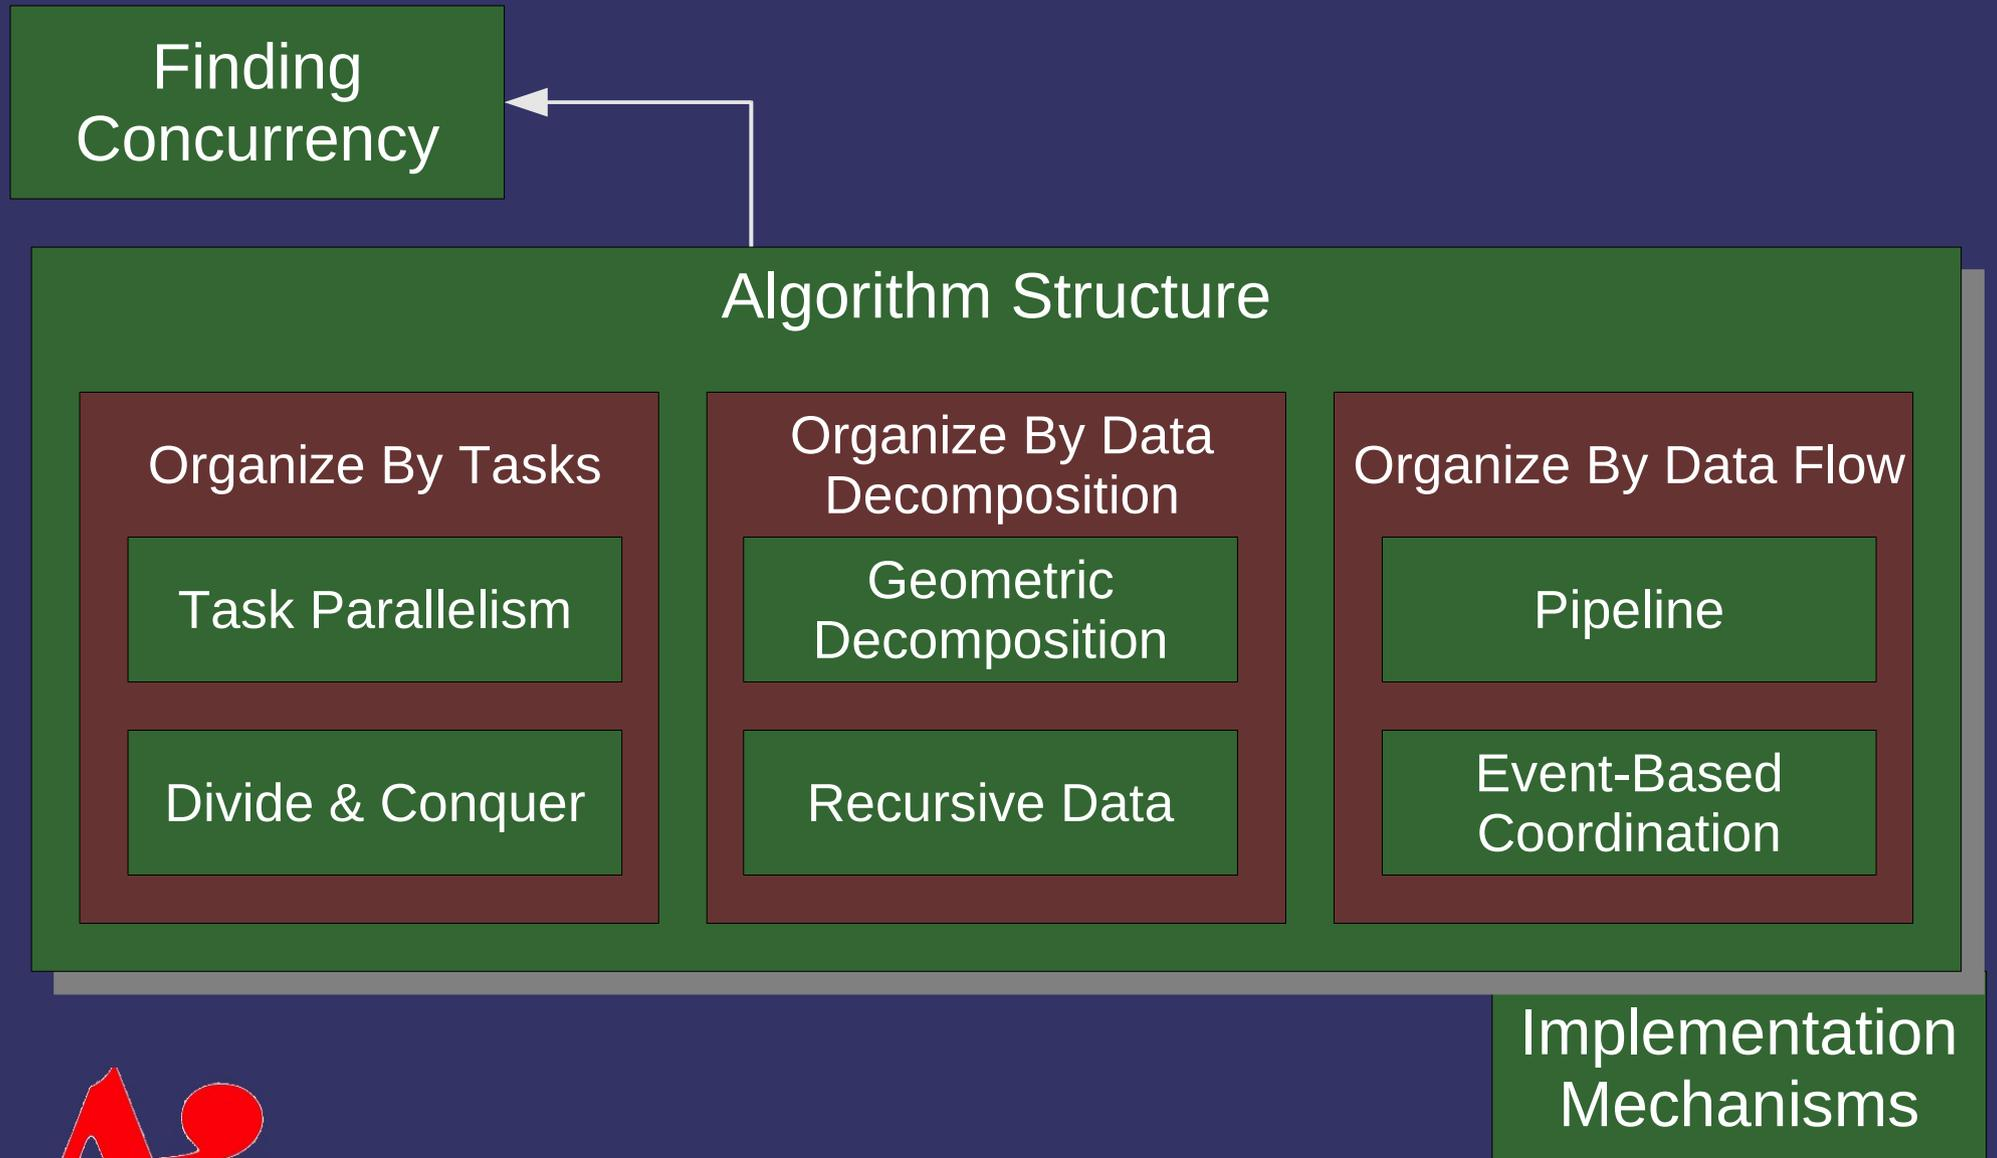 Finding
Concurrency
Algorithm Structure
Organize By Tasks
Task Parallelism
Divide & Conquer
Organize By Data
Decomposition
Geometric
Decomposition
Recursive Data
Organize By Data Flow
Pipeline
Event-Based
Coordination
Implementation
Mechanisms